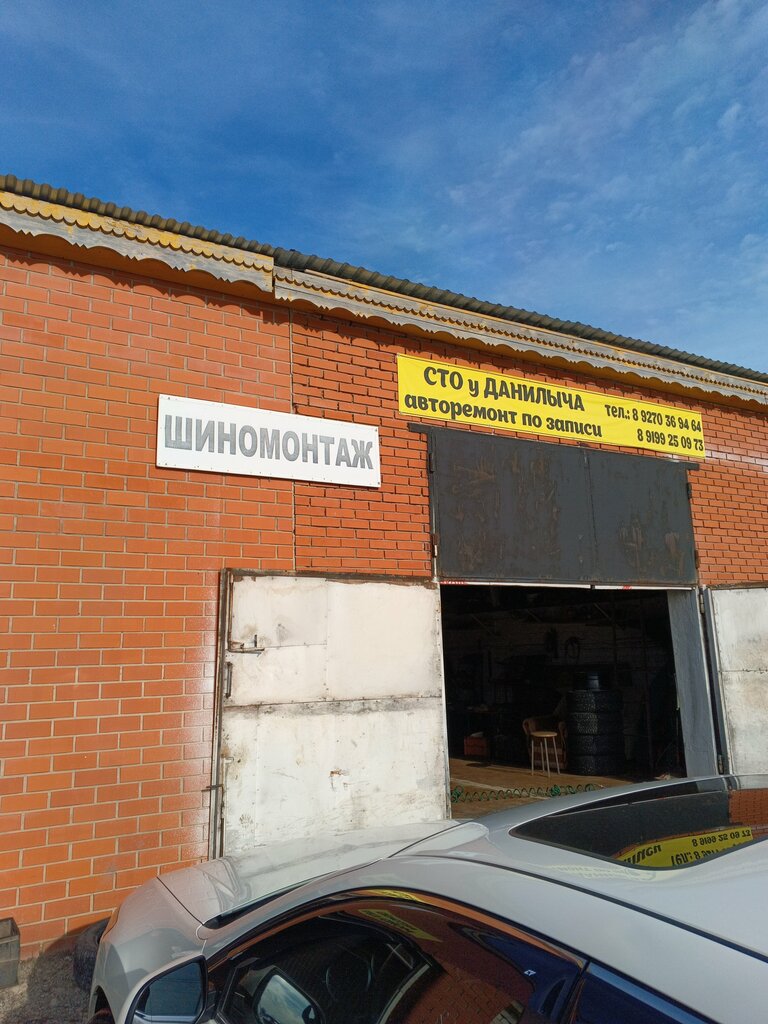 ШИНОМОНТАЖ
СТО у ДАНИЛЫЧА
авторемонт по записи
тел.: 8 9270 36 94 64
8 9199 25 09 73